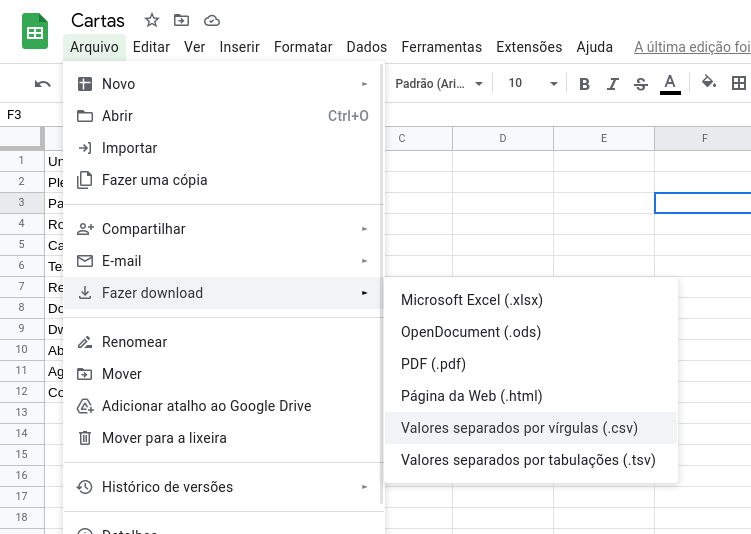 Cartas
Arquivo Editar Ver Inserir Formatar Dados Ferramentas Extensões Ajuda A última edição foi
Padrão (Ari... 10 B I S A
F3
C D E F
1 Un
2 Ple
3 Pa
4 Ro
5 Ca
6 Te
7 Re
8 Do
9 Dw
10 Ab
11 Ag
12 Co
13
14
15
16
17
18
Novo
Abrir Ctrl+O
Importar
Fazer uma cópia
Compartilhar
E-mail
Fazer download
Renomear
Mover
Adicionar atalho ao Google Drive
Mover para a lixeira
Histórico de versões
Detalhes
Microsoft Excel (.xlsx)
OpenDocument (.ods)
PDF (.pdf)
Página da Web (.html)
Valores separados por vírgulas (.csv)
Valores separados por tabulações (.tsv)